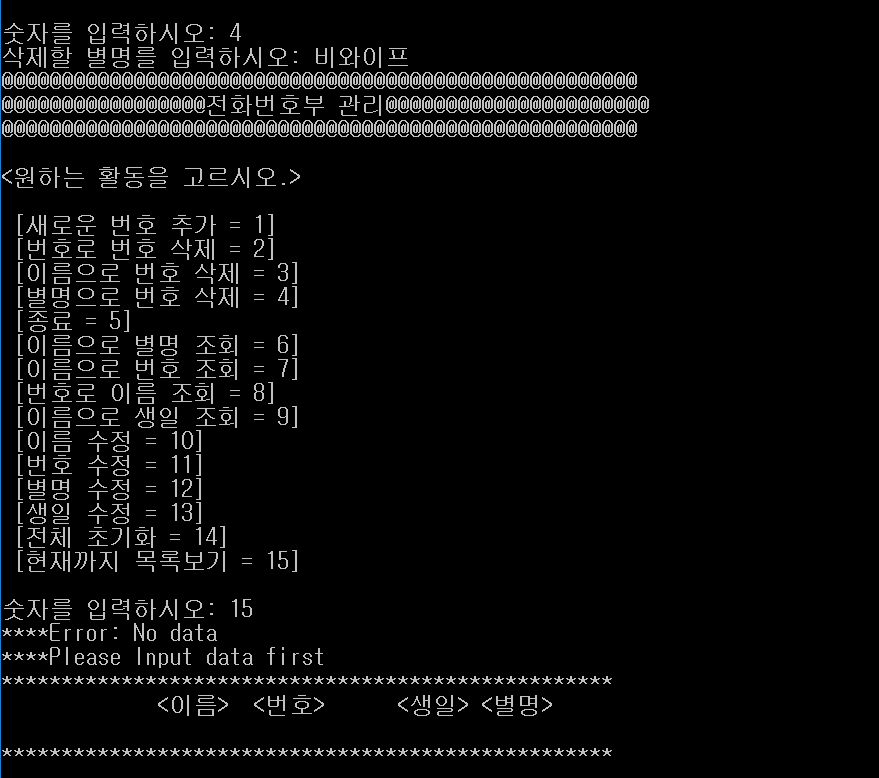 숫자를 입력하시오: 4
삭제할 별명를 입력하시오: 비와이프
@@@@@@@@@@@@@@@@@@@@@@@@@@@@@@@@@@@@@@@@@@@@@@@@@@@@@
@@@@@@@@@@@@@@@@@전화번호부 관리@@@@@@@@@@@@@@@@@@@@@@
@@@@@@@@@@@@@@@@@@@@@@@@@@@@@@@@@@@@@@@@@@@@@@@@@@@@@
<원하는 활동을 고르시오.>
[새로운 번호 추가 = 1]
[번호로 번호 삭제 = 2]
[이름으로 번호 삭제 = 3]
[별명으로 번호 삭제 = 4]
[종료 = 5]
[이름으로 별명 조회 = 6]
[이름으로 번호 조회 = 7]
[번호로 이름 조회 = 8]
[이름으로 생일 조회 = 9]
[이름 수정 = 10]
[번호 수정 = 11]
[별명 수정 = 12]
[생일 수정 = 13]
[전체 초기화 = 14]
[현재까지 목록보기 = 15]
숫자를 입력하시오: 15
****Error: No data
****Please Input data first
***************************************************
<이름> <번호> <생일> <별명>
***************************************************